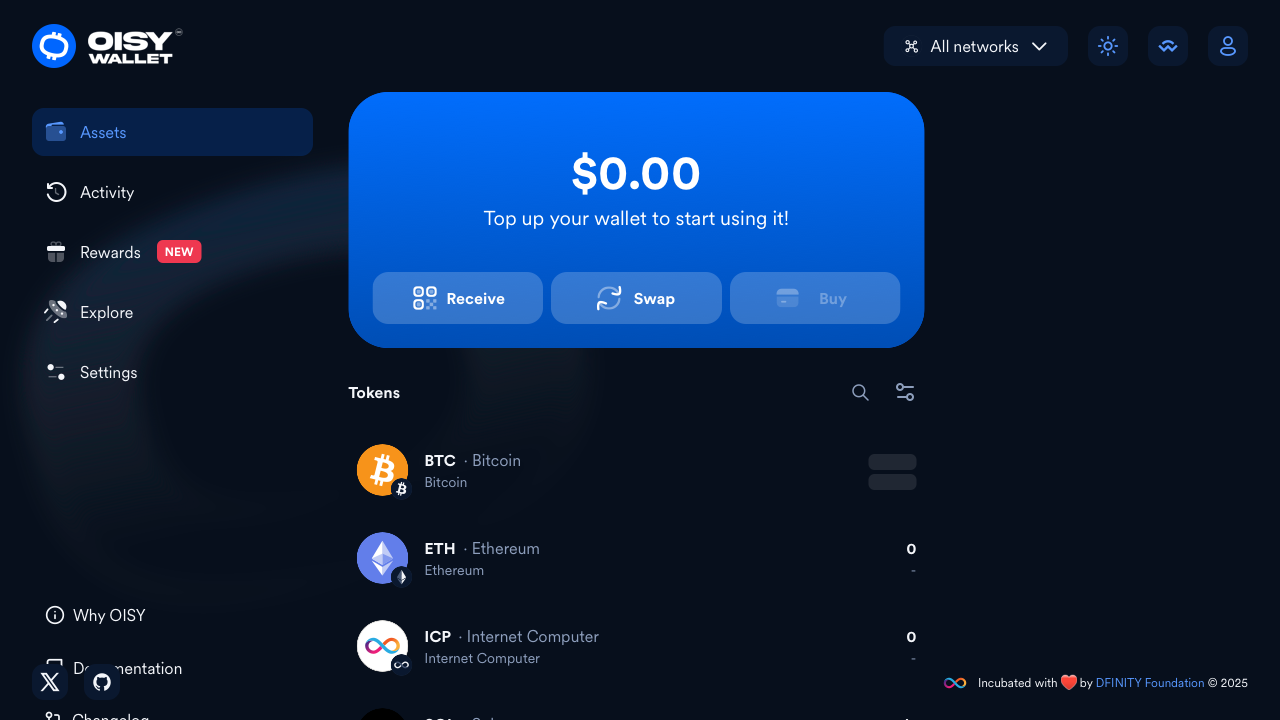 OISY
WALLET
All networks
Assets
Activity
Rewards NEW
Explore
Settings
$0.00
Top up your wallet to start using it!
Receive
Swap
Buy
Tokens
BTC · Bitcoin
Bitcoin
ETH · Ethereum
0
Ethereum
-
ICP · Internet Computer
0
Internet Computer
-
Why OISY
Incubated with ❤️ by DFINITY Foundation © 2025
Changelog